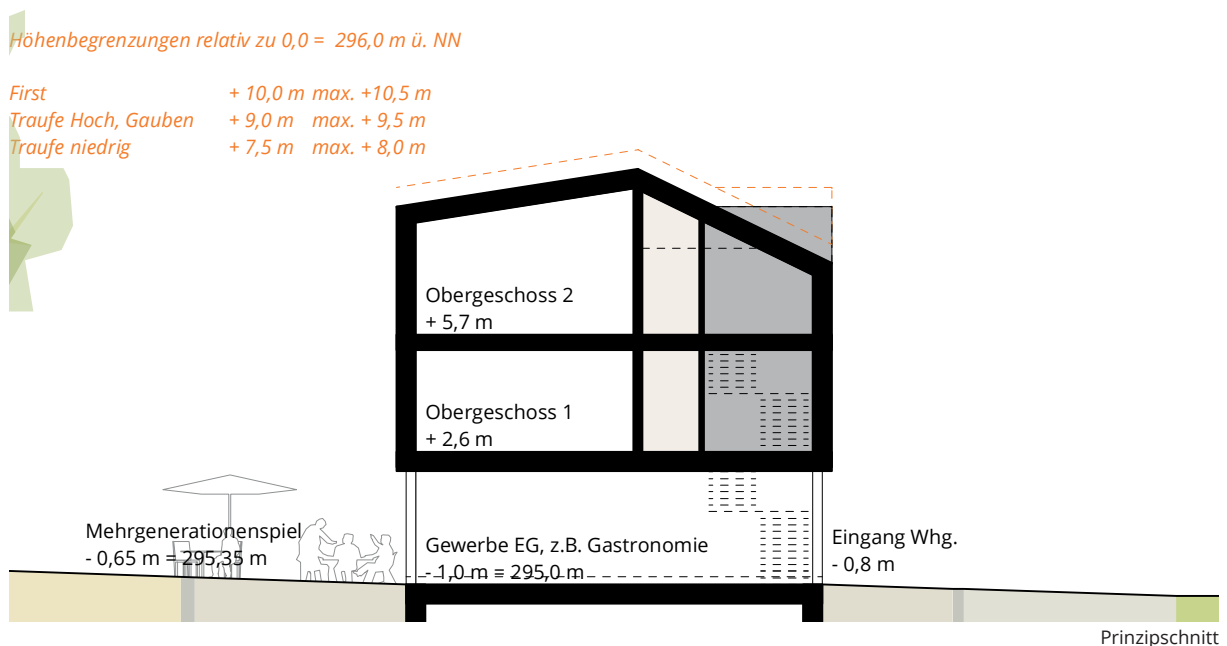 Höhenbegrenzungen relativ zu 0,0 = 296,0 m ü. NN
First + 10,0 m max. +10,5 m
Traufe Hoch, Gauben + 9,0 m max. + 9,5 m
Traufe niedrig + 7,5 m max. + 8,0 m
Obergeschoss 2
+ 5,7 m
Obergeschoss 1
+ 2,6 m
Mehrgenerationenspiel
- 0,65 m = 295,35 m
Gewerbe EG, z.B. Gastronomie
- 1,0 m = 295,0 m
Eingang Whg.
- 0,8 m
Prinzipschnitt